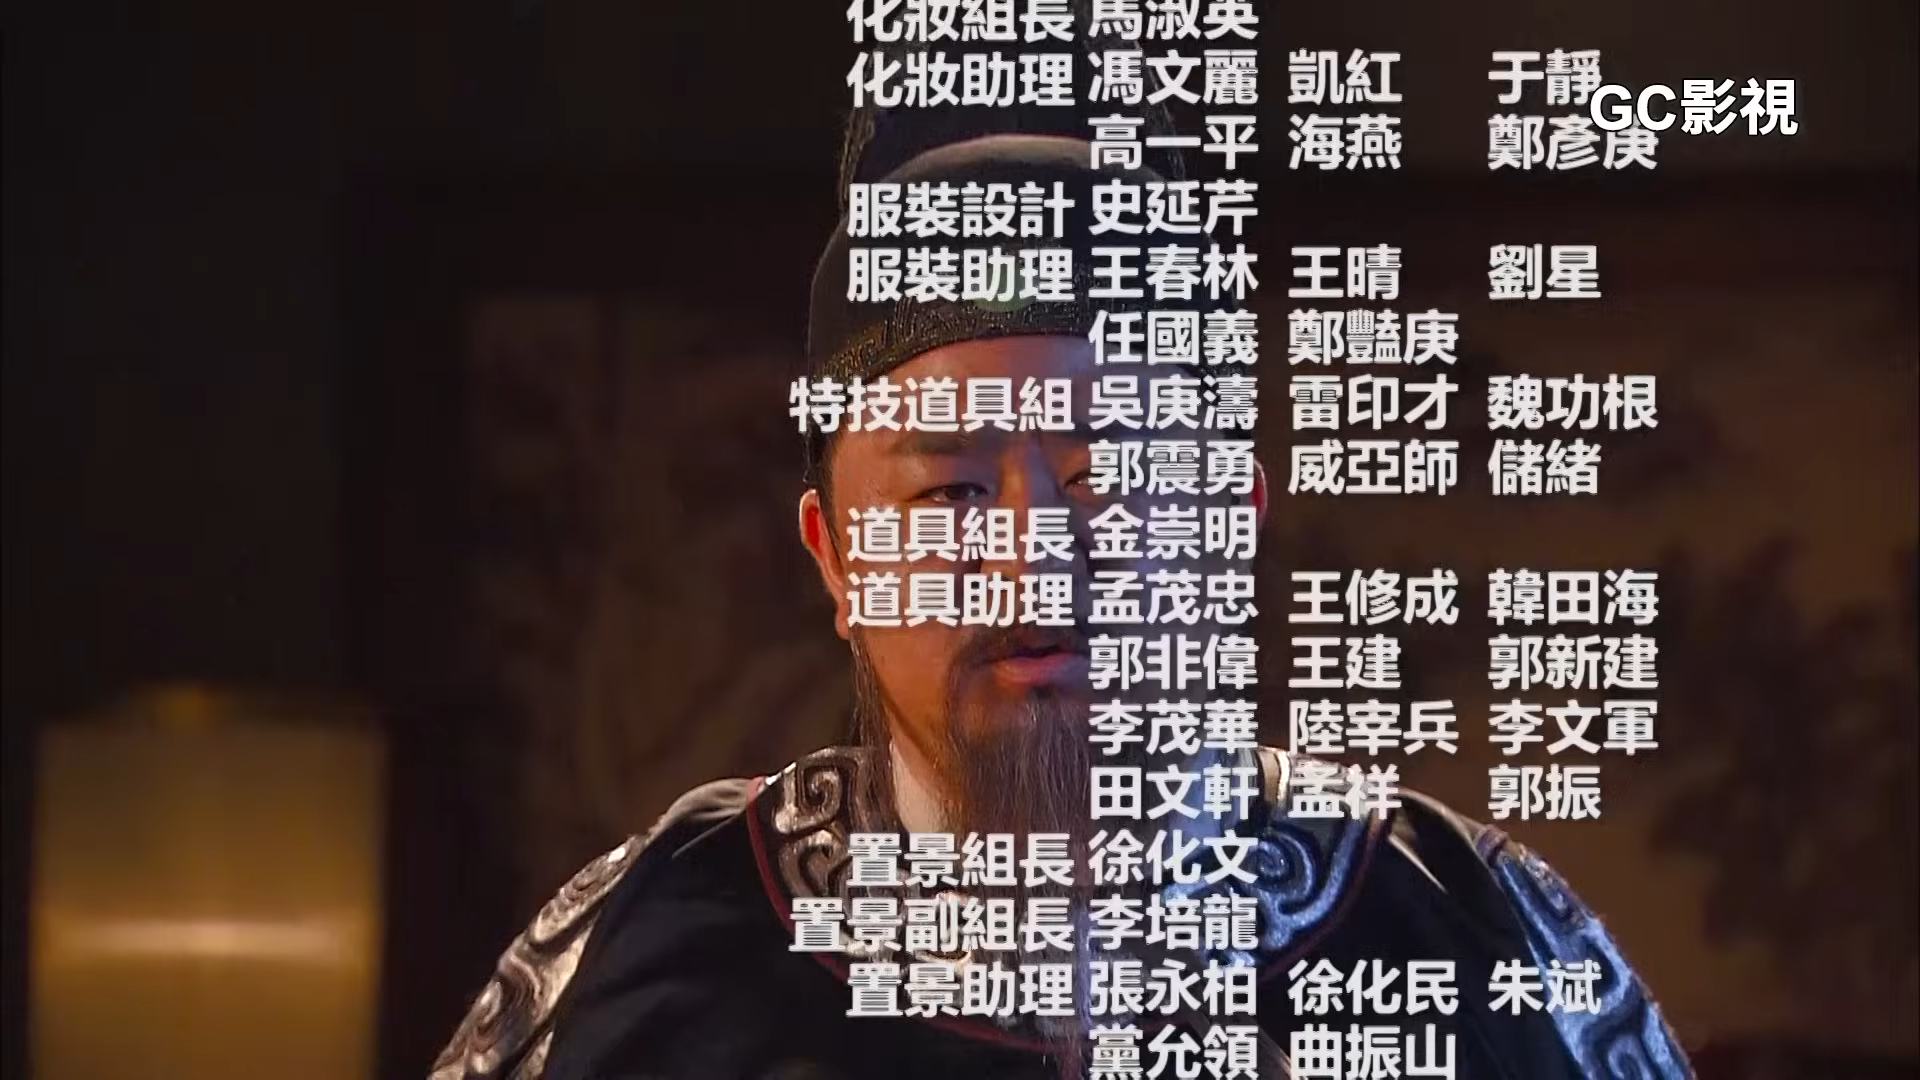 化妝組長 馬淑英
化妝助理 馮文麗 凱紅 于靜
GC影視
高一平 海燕 鄭彥庚
服裝設計 史延芹
服裝助理 王春林 王晴 劉星
任國義 鄭豔庚
特技道具組 吳庚濤 雷印才 魏功根
郭震勇 威亞師 儲緒
道具組長 金崇明
道具助理 孟茂忠 王修成 韓田海
郭非偉 王建 郭新建
李茂華 陸宰兵 李文軍
田文軒 孟祥 郭振
置景組長 徐化文
置景副組長 李培龍
置景助理 張永柏 徐化民 朱斌
黨允領 曲振山